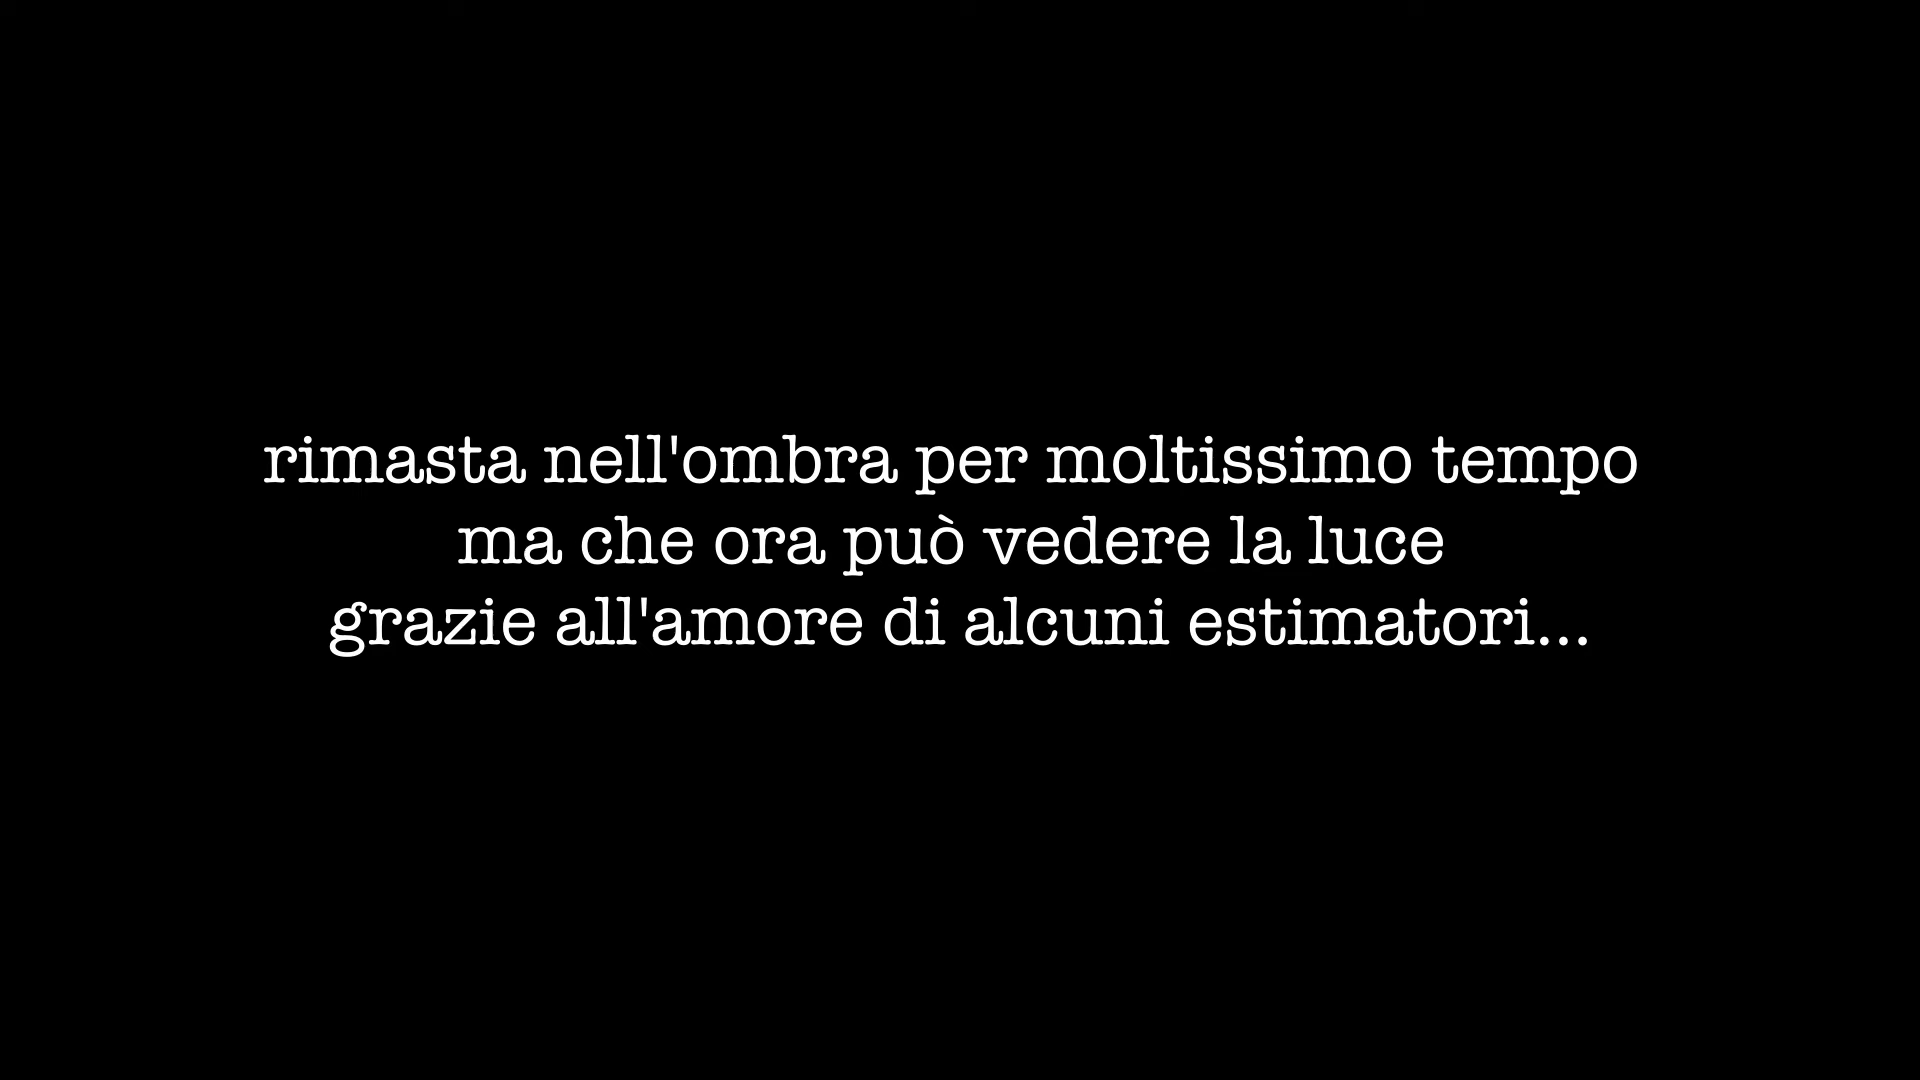 rimasta nell'ombra per moltissimo tempo
ma che ora può vedere la luce
grazie all'amore di alcuni estimatori...